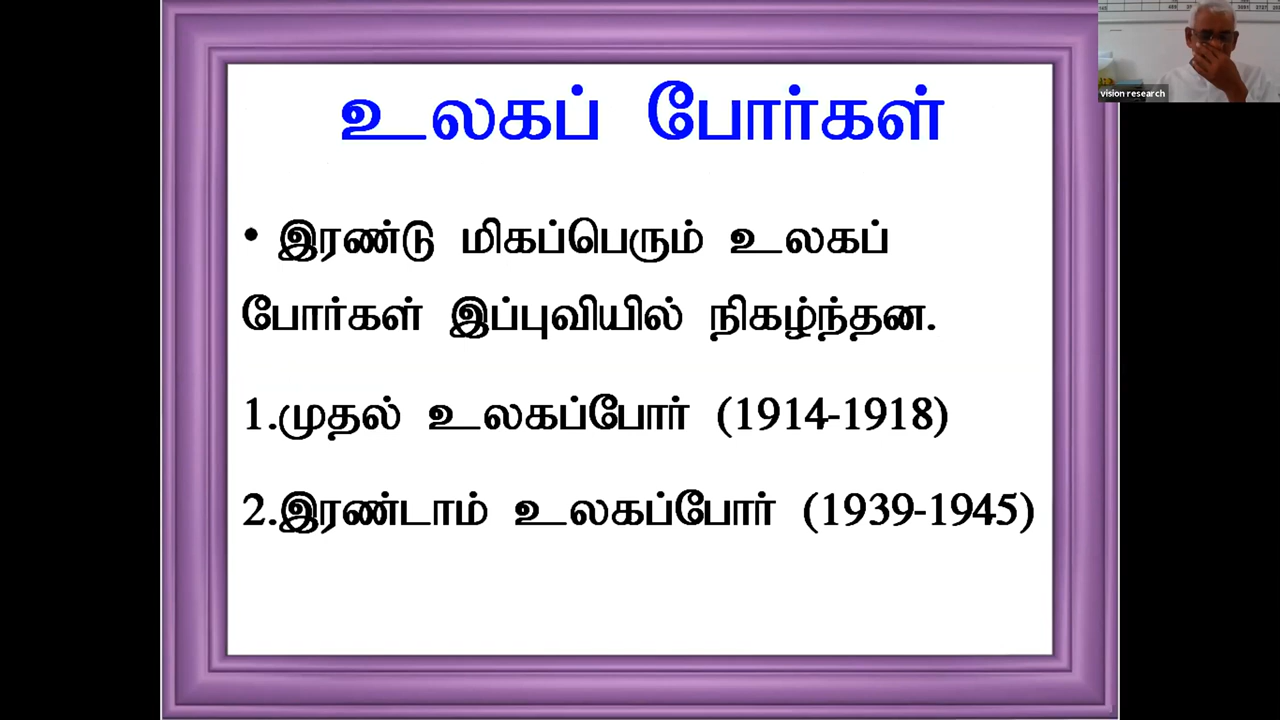 உலகப் போர்கள்
• இரண்டு மிகப்பெரும் உலகப்
போர்கள் இப்புவியில் நிகழ்ந்தன.
1.முதல் உலகப்போர் (1914-1918)
2.இரண்டாம் உலகப்போர் (1939-1945)
vision research